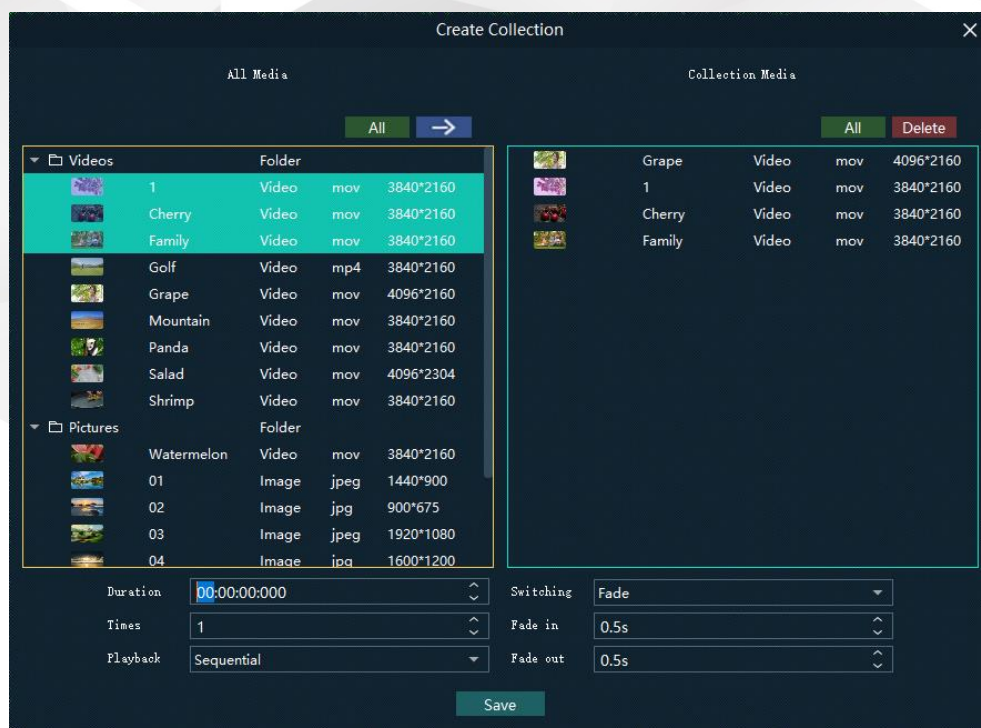 Create Collection
All Media
Collection Media
All
All Delete
Videos Folder
1 Video mov 3840*2160
Cherry Video mov 3840*2160
Family Video mov 3840*2160
Golf Video mp4 3840*2160
Grape Video mov 4096*2160
Mountain Video mov 3840*2160
Panda Video mov 3840*2160
Salad Video mov 4096*2304
Shrimp Video mov 3840*2160
Pictures Folder
Watermelon Video mov 3840*2160
01 Image jpeg 1440*900
02 Image jpg 900*675
03 Image jpeg 1920*1080
04 Image jpg 1600*1200
Grape Video mov 4096*2160
1 Video mov 3840*2160
Cherry Video mov 3840*2160
Family Video mov 3840*2160
Duration 00:00:00:000
Times 1
Playback Sequential
Switching Fade
Fade in 0.5s
Fade out 0.5s
Save